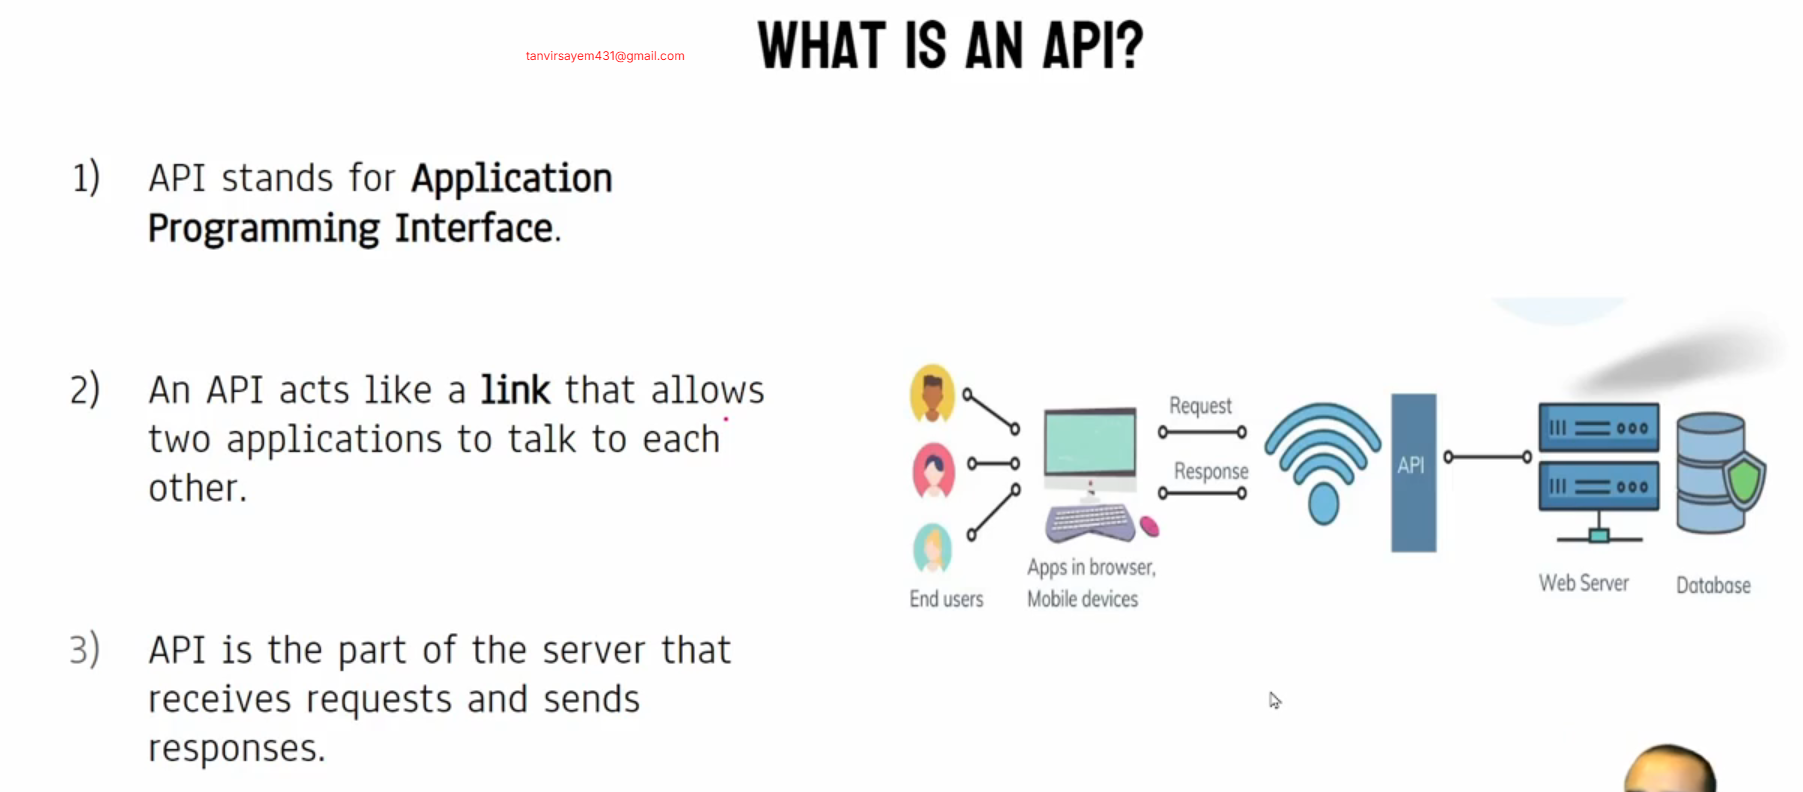 WHAT IS AN API?
tanvirsayem431@gmail.com
1) API stands for Application
Programming Interface.
2) An API acts like a link that allows
two applications to talk to each
other.
3) API is the part of the server that
receives requests and sends
responses.
Request
Response
API
Apps in browser,
Mobile devices
End users
Web Server
Database